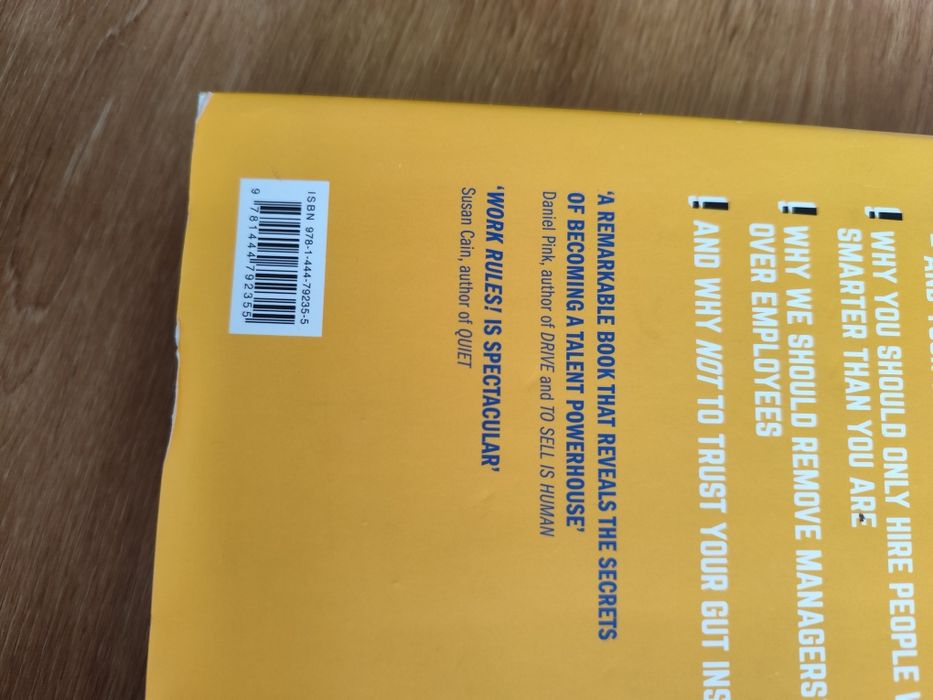 WHY YOU SHOULD ONLY HIRE PEOPLE
SMARTER THAN YOU ARE
WHY WE SHOULD REMOVE MANAGERS
OVER EMPLOYEES
AND WHY NOT TO TRUST YOUR GUT
‘A REMARKABLE BOOK THAT REVEALS THE SECRETS
OF BECOMING A TALENT POWERHOUSE’
Daniel Pink, author of DRIVE and TO SELL IS HUMAN
‘WORK RULES! IS SPECTACULAR’
Susan Cain, author of QUIET
ISBN 978-1-444-79235-5
9 781444 792355